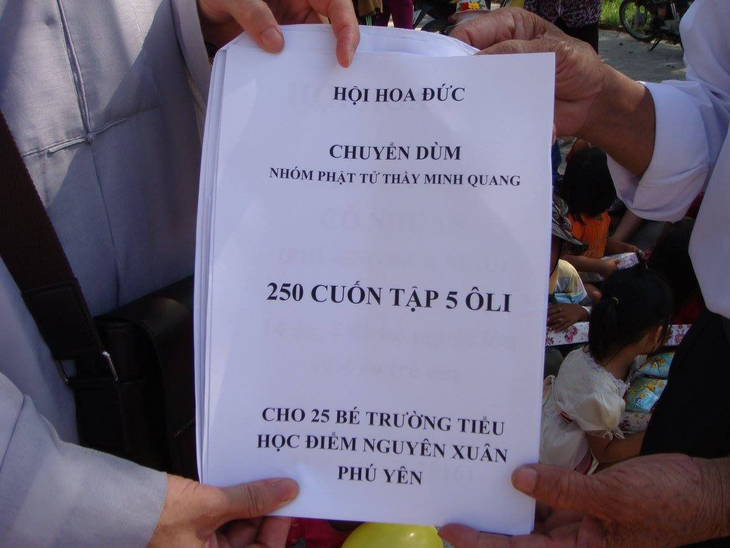 HỘI HOA ĐỨC
CHUYỂN DÙM
NHÓM PHẬT TỬ THẦY MINH QUANG
250 CUỐN TẬP 5 ÔLI
CHO 25 BÉ TRƯỜNG TIỂU
HỌC ĐIỂM NGUYÊN XUÂN
PHÚ YÊN